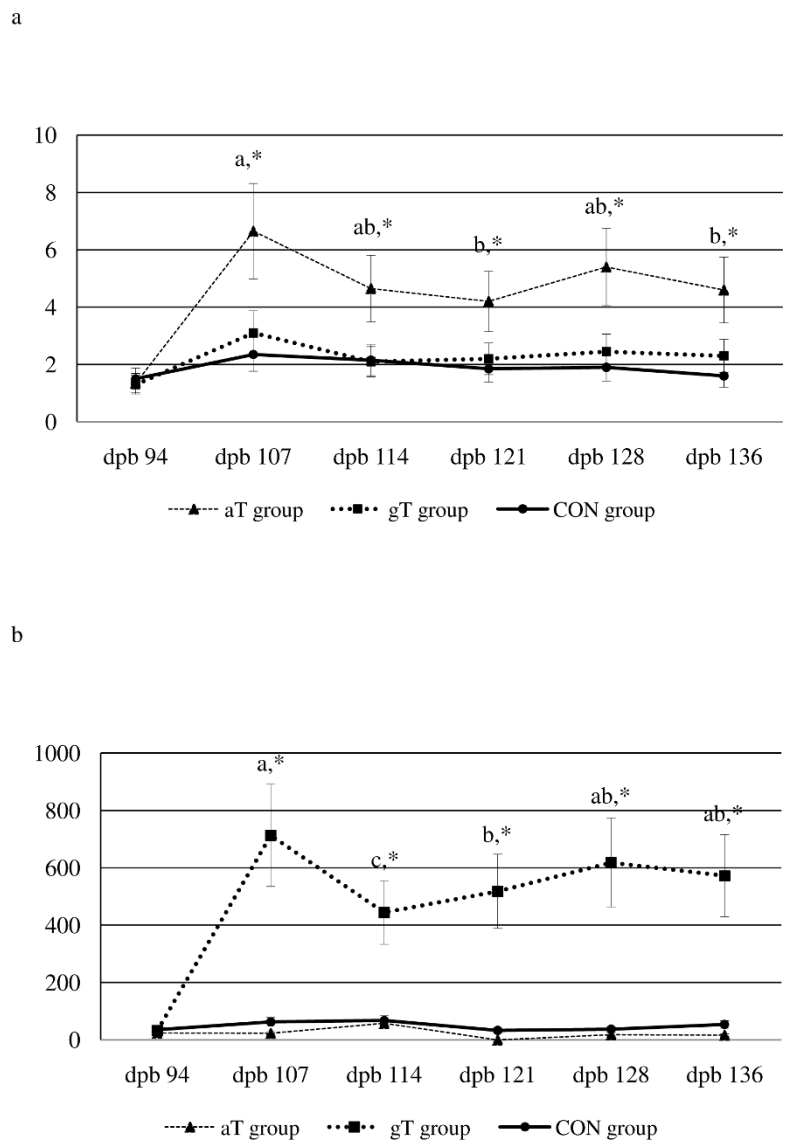 a
10
a,*
8
ab,*
ab,*
b,*
b,*
6
4
2
0
dpb 94 dpb 107 dpb 114 dpb 121 dpb 128 dpb 136
aT group gT group CON group
b
1000
a,*
800
ab,*
ab,*
b,*
c,*
600
400
200
0
dpb 94 dpb 107 dpb 114 dpb 121 dpb 128 dpb 136
aT group gT group CON group